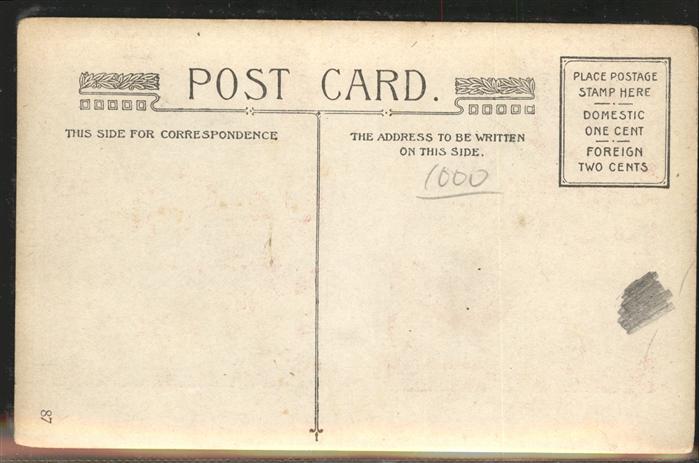 POST CARD.
THIS SIDE FOR CORRESPONDENCE
THE ADDRESS TO BE WRITTEN
ON THIS SIDE.
1000
PLACE POSTAGE
STAMP HERE
DOMESTIC
ONE CENT
FOREIGN
TWO CENTS
87